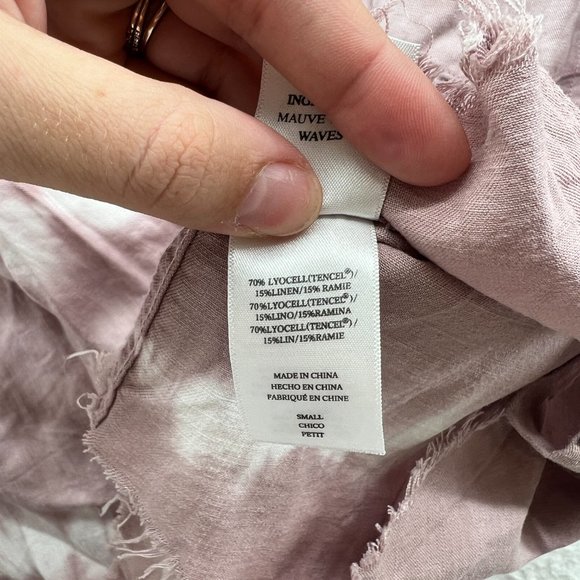 MAUVE
WAVES
70% LYOCELL(TENCEL®)/
15%LINEN/15% RAMIE
70%LYOCELL(TENCEL®)/
15%LINO/15%RAMINA
70%LYOCELL(TENCEL®)/
15%LIN/15%RAMIE
MADE IN CHINA
HECHO EN CHINA
FABRIQUÉ EN CHINE
SMALL
CHICO
PETIT